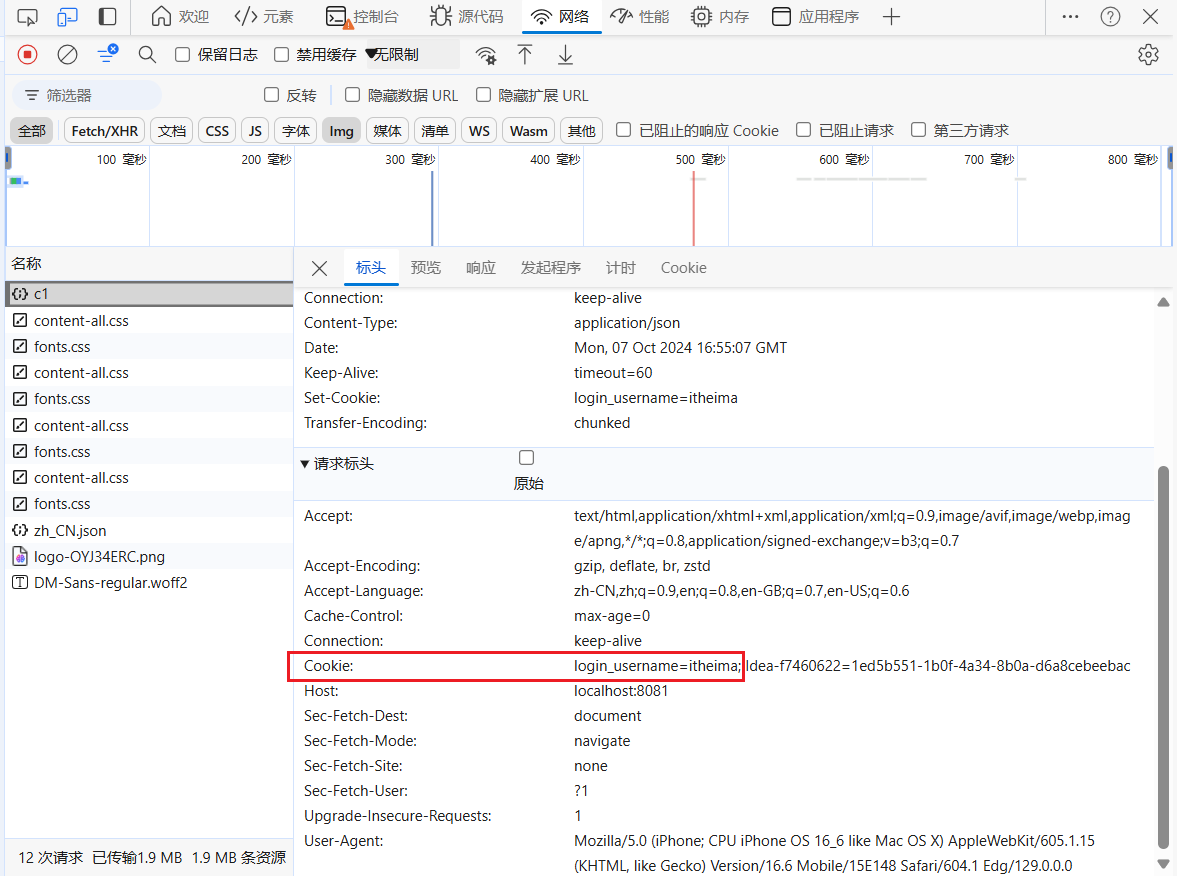 欢迎 元素 控制台 源代码 网络 性能 内存 应用程序
保留日志 禁用缓存 无限制
筛选器 反转 隐藏数据 URL 隐藏扩展 URL
全部 Fetch/XHR 文档 CSS JS 字体 Img 媒体 清单 WS Wasm 其他 已阻止的响应 Cookie 已阻止请求 第三方请求
100 毫秒 200 毫秒 300 毫秒 400 毫秒 500 毫秒 600 毫秒 700 毫秒 800 毫秒
名称
c1
content-all.css
fonts.css
content-all.css
fonts.css
content-all.css
fonts.css
content-all.css
fonts.css
zh_CN.json
logo-OYJ34ERC.png
DM-Sans-regular.woff2
12 次请求 已传输1.9 MB 1.9 MB 条资源
标头 预览 响应 发起程序 计时 Cookie
Connection: keep-alive
Content-Type: application/json
Date: Mon, 07 Oct 2024 16:55:07 GMT
Keep-Alive: timeout=60
Set-Cookie: login_username=itheima
Transfer-Encoding: chunked
请求标头
原始
Accept: text/html,application/xhtml+xml,application/xml;q=0.9,image/avif,image/webp,imag
e/apng,*/*;q=0.8,application/signed-exchange;v=b3;q=0.7
Accept-Encoding: gzip, deflate, br, zstd
Accept-Language: zh-CN,zh;q=0.9,en;q=0.8,en-GB;q=0.7,en-US;q=0.6
Cache-Control: max-age=0
Connection: keep-alive
Cookie: login_username=itheima; Idea-f7460622=1ed5b551-1b0f-4a34-8b0a-d6a8cebeebac
Host: localhost:8081
Sec-Fetch-Dest: document
Sec-Fetch-Mode: navigate
Sec-Fetch-Site: none
Sec-Fetch-User: ?1
Upgrade-Insecure-Requests: 1
User-Agent: Mozilla/5.0 (iPhone; CPU iPhone OS 16_6 like Mac OS X) AppleWebKit/605.1.15
(KHTML, like Gecko) Version/16.6 Mobile/15E148 Safari/604.1 Edg/129.0.0.0